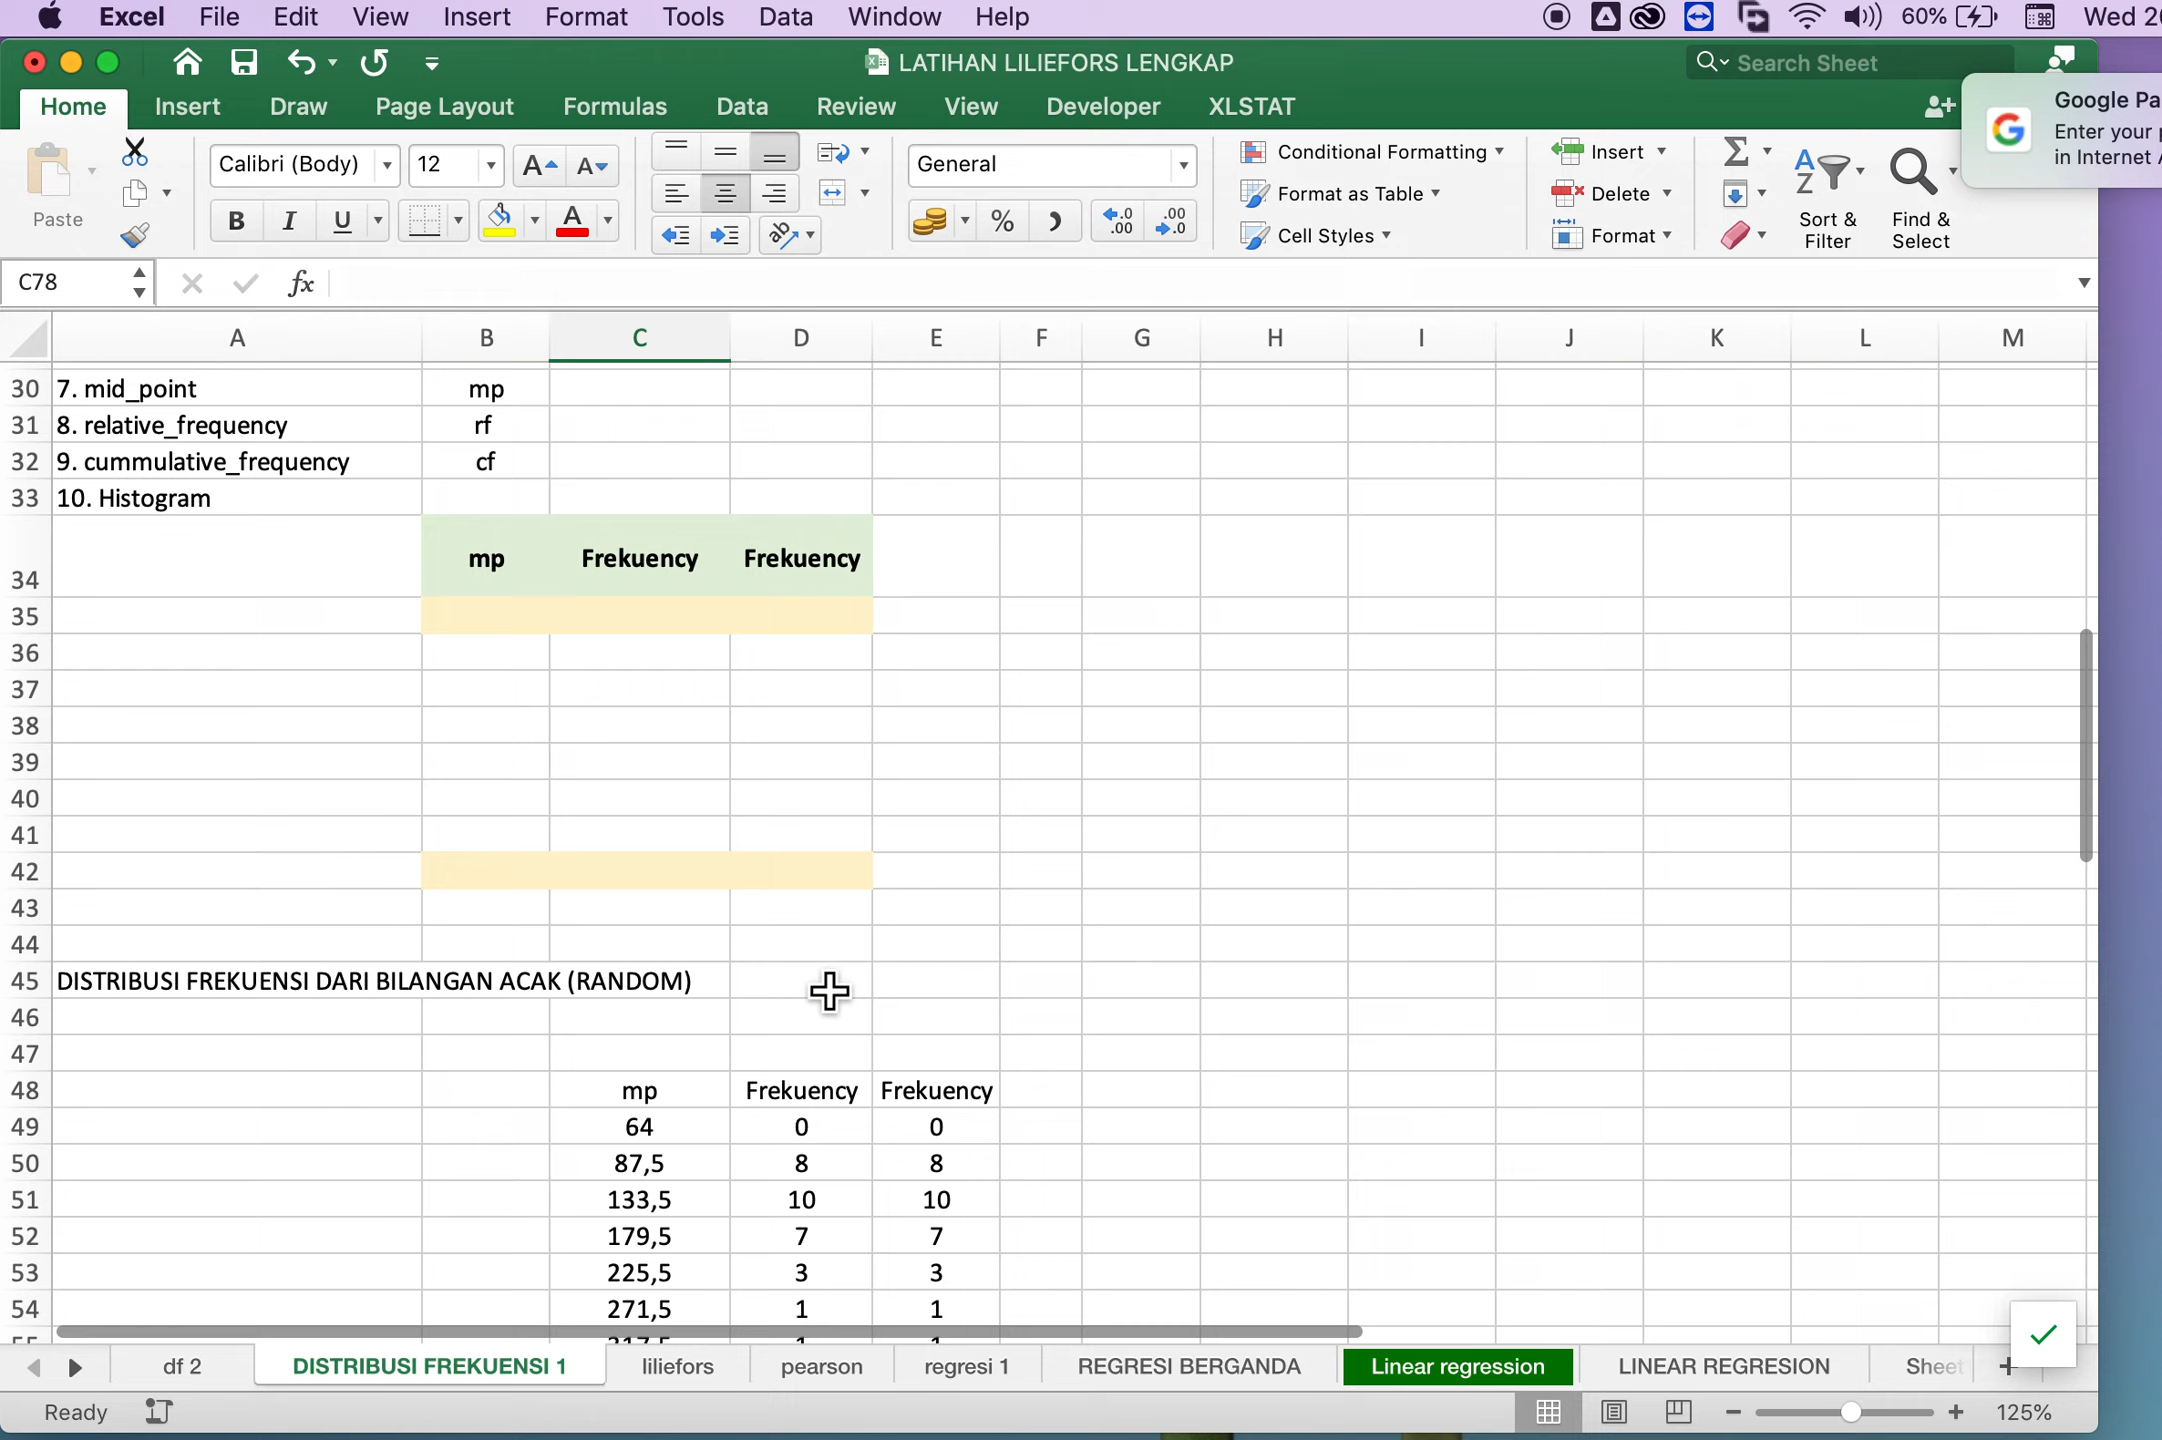 Excel File Edit View Insert Format Tools Data Window Help 60% Wed 2
LATIHAN LILIEFORS LENGKAP Search Sheet
Home Insert Draw Page Layout Formulas Data Review View Developer XLSTAT
Google Pa
Enter your p
in Internet A
Paste
Calibri (Body) 12 A A
B I U A
ab
General
% .0 .00 .00 .0
Conditional Formatting
Format as Table
Cell Styles
Insert
Delete
Format
Sort & Filter
Find & Select
C78 fx
A B C D E F G H I J K L M
30 7. mid_point mp
31 8. relative_frequency rf
32 9. cummulative_frequency cf
33 10. Histogram
34 mp Frekuency Frekuency
35
36
37
38
39
40
41
42
43
44
45 DISTRIBUSI FREKUENSI DARI BILANGAN ACAK (RANDOM)
46
47
48 mp Frekuency Frekuency
49 64 0 0
50 87,5 8 8
51 133,5 10 10
52 179,5 7 7
53 225,5 3 3
54 271,5 1 1
df 2 DISTRIBUSI FREKUENSI 1 liliefors pearson regresi 1 REGRESI BERGANDA Linear regression LINEAR REGRESION Sheet +
Ready 125%